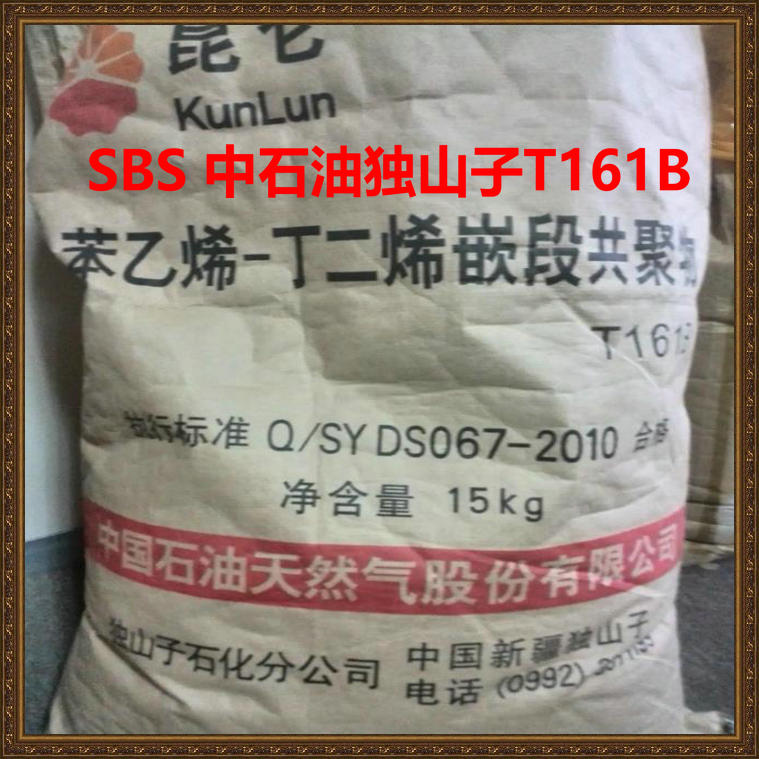 昆仑
KunLun
SBS 中石油独山子T161B
苯乙烯-丁二烯嵌段共聚物
T161B
执行标准 Q/SY DS067-2010 合格
净含量 15kg
中国石油天然气股份有限公司
独山子石化分公司 中国新疆独山子
电话 (0992)